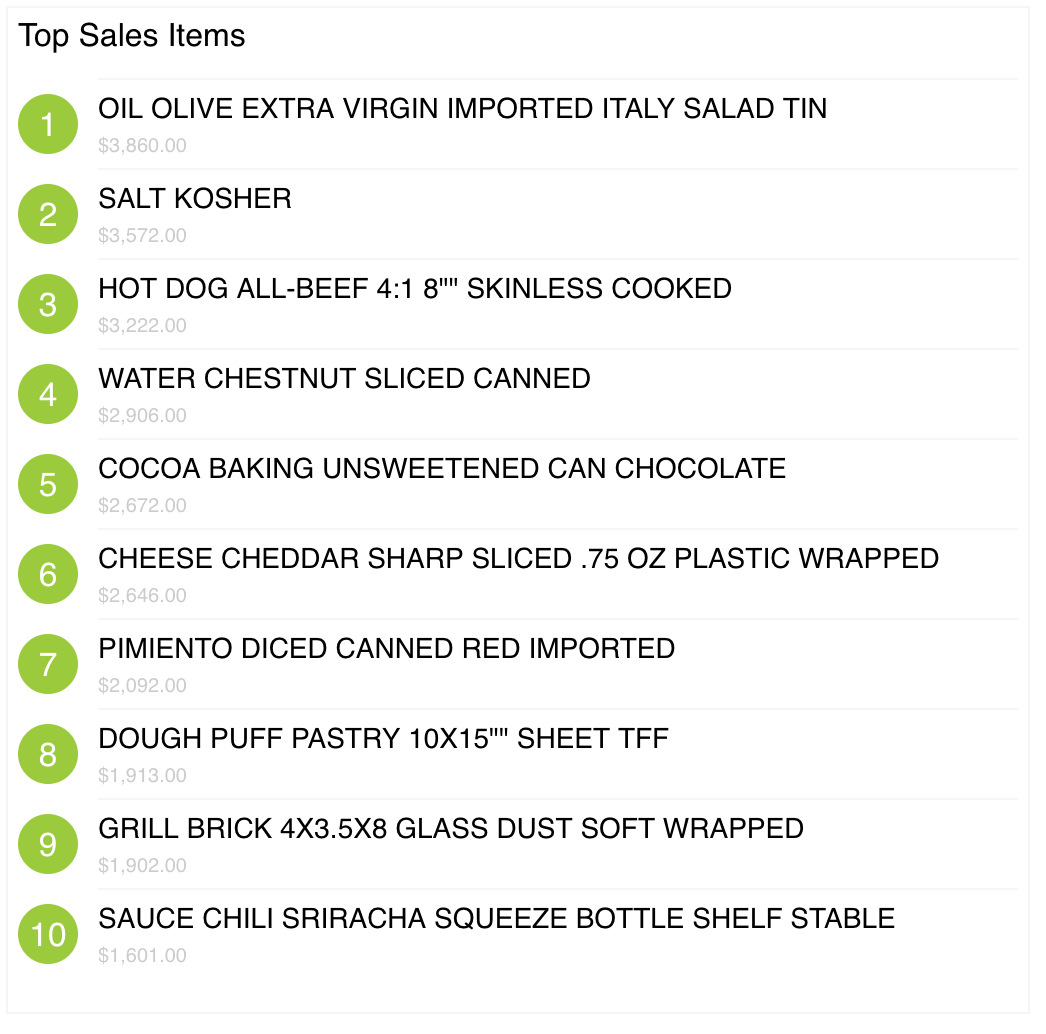 Top Sales Items
1
OIL OLIVE EXTRA VIRGIN IMPORTED ITALY SALAD TIN
$3,860.00
2
SALT KOSHER
$3,572.00
3
HOT DOG ALL-BEEF 4:1 8"" SKINLESS COOKED
$3,222.00
4
WATER CHESTNUT SLICED CANNED
$2,906.00
5
COCOA BAKING UNSWEETENED CAN CHOCOLATE
$2,672.00
6
CHEESE CHEDDAR SHARP SLICED .75 OZ PLASTIC WRAPPED
$2,646.00
7
PIMIENTO DICED CANNED RED IMPORTED
$2,092.00
8
DOUGH PUFF PASTRY 10X15"" SHEET TFF
$1,913.00
9
GRILL BRICK 4X3.5X8 GLASS DUST SOFT WRAPPED
$1,902.00
10
SAUCE CHILI SRIRACHA SQUEEZE BOTTLE SHELF STABLE
$1,601.00